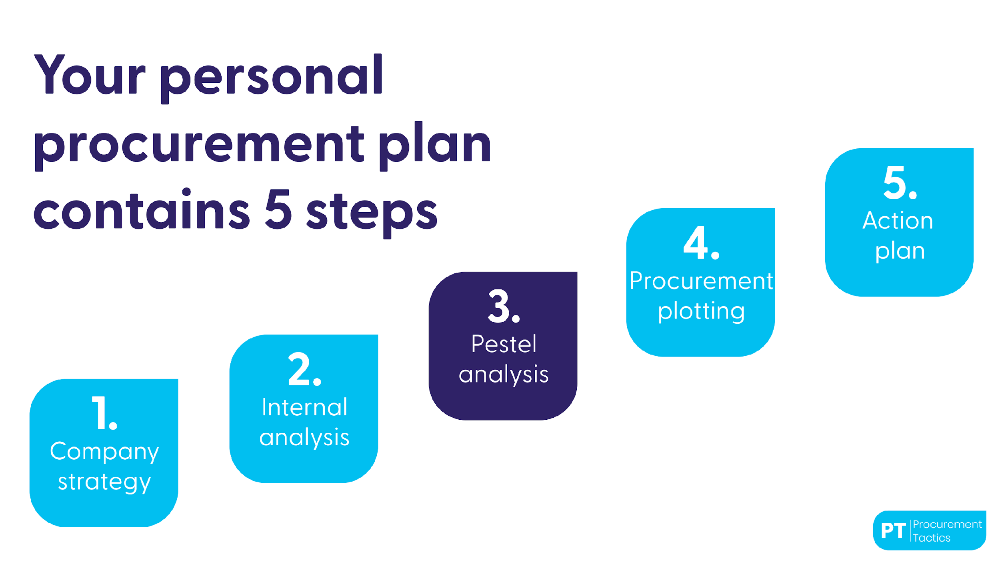 Your personal
procurement plan
contains 5 steps
1.
Company
strategy
2.
Internal
analysis
3.
Pestel
analysis
4.
Procurement
plotting
5.
Action
plan
PT
Procurement
Tactics